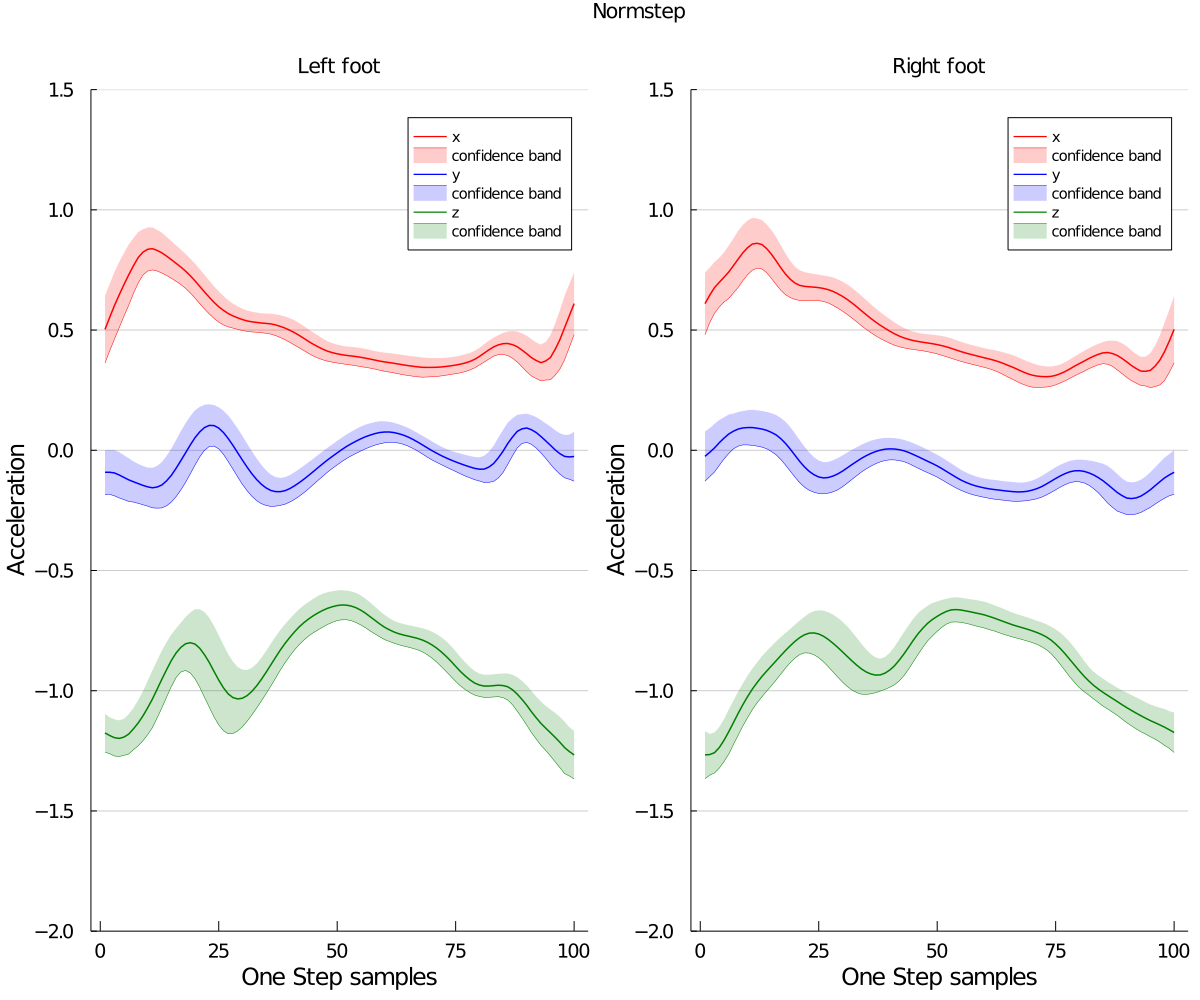 Normstep
Left foot
1.5
1.0
0.5
0.0
−0.5
−1.0
−1.5
−2.0
Acceleration
x
confidence band
y
confidence band
z
confidence band
0 25 50 75 100
One Step samples
Right foot
1.5
1.0
0.5
0.0
−0.5
−1.0
−1.5
−2.0
Acceleration
x
confidence band
y
confidence band
z
confidence band
0 25 50 75 100
One Step samples